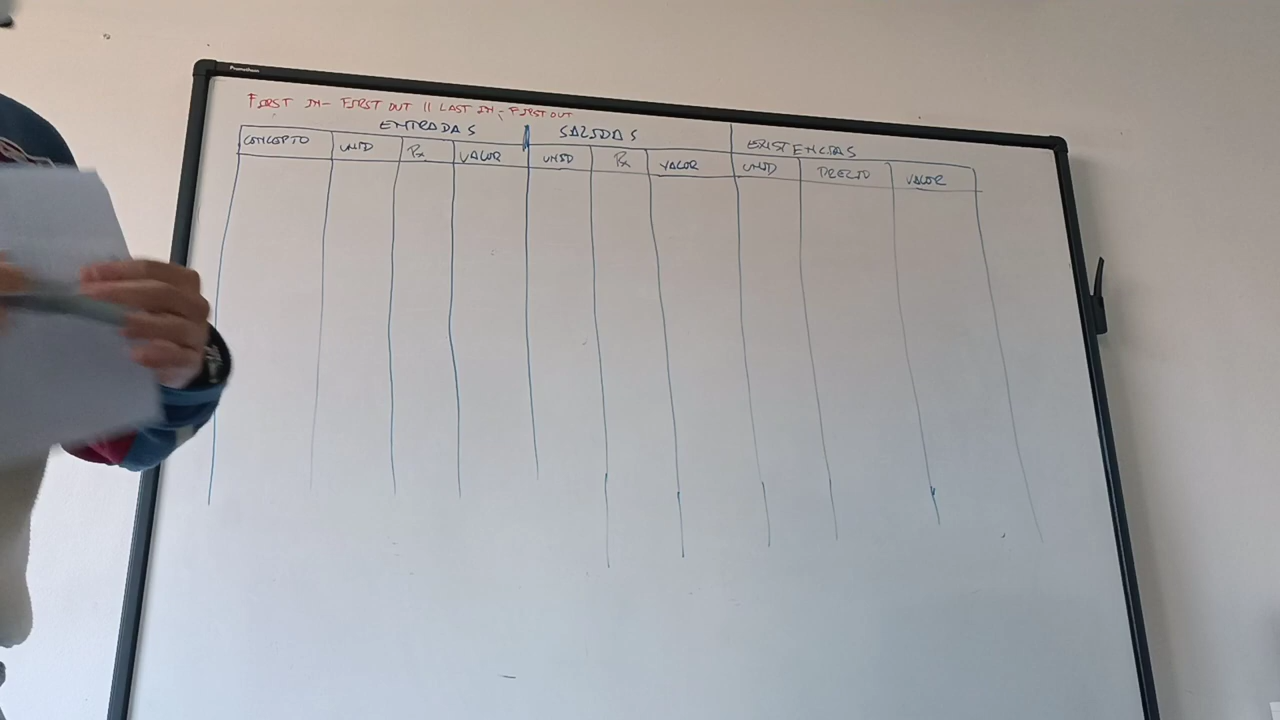 Promethean
FIRST IN - FIRST OUT || LAST IN - FIRST OUT
ENTRADAS SALIDAS EXISTENCIAS
CONCEPTO UNID Px VALOR UNID Px VALOR UNID PRECIO VALOR